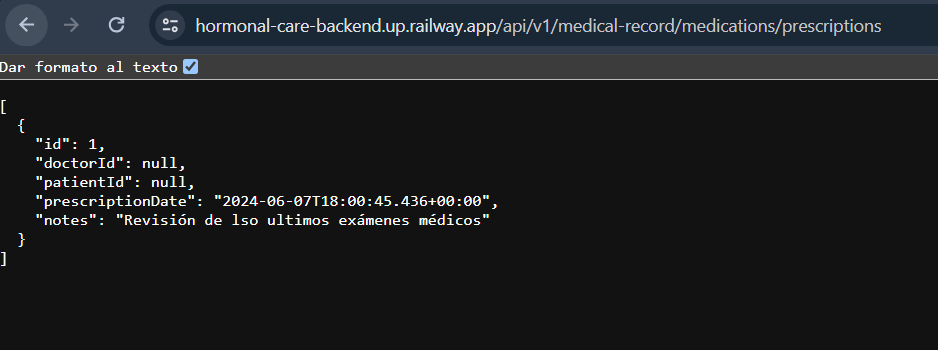 hormonal-care-backend.up.railway.app/api/v1/medical-record/medications/prescriptions
Dar formato al texto
[
  {
    "id": 1,
    "doctorId": null,
    "patientId": null,
    "prescriptionDate": "2024-06-07T18:00:45.436+00:00",
    "notes": "Revisión de lso ultimos exámenes médicos"
  }
]